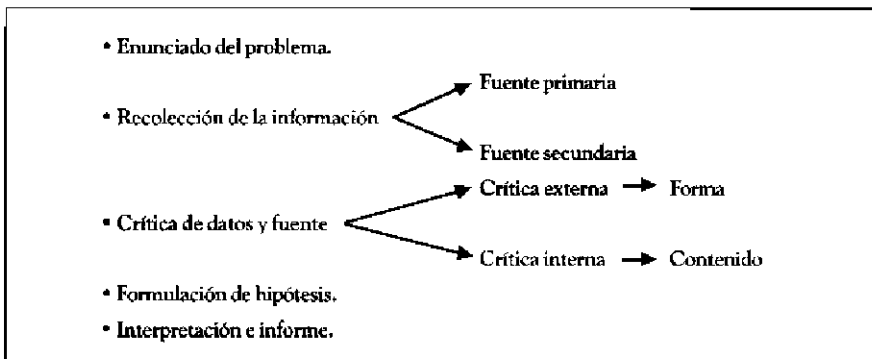 • Enunciado del problema.
Fuente primaria
• Recolección de la información
Fuente secundaria
Crítica externa → Forma
• Crítica de datos y fuente
Crítica interna → Contenido
• Formulación de hipótesis.
• Interpretación e informe.